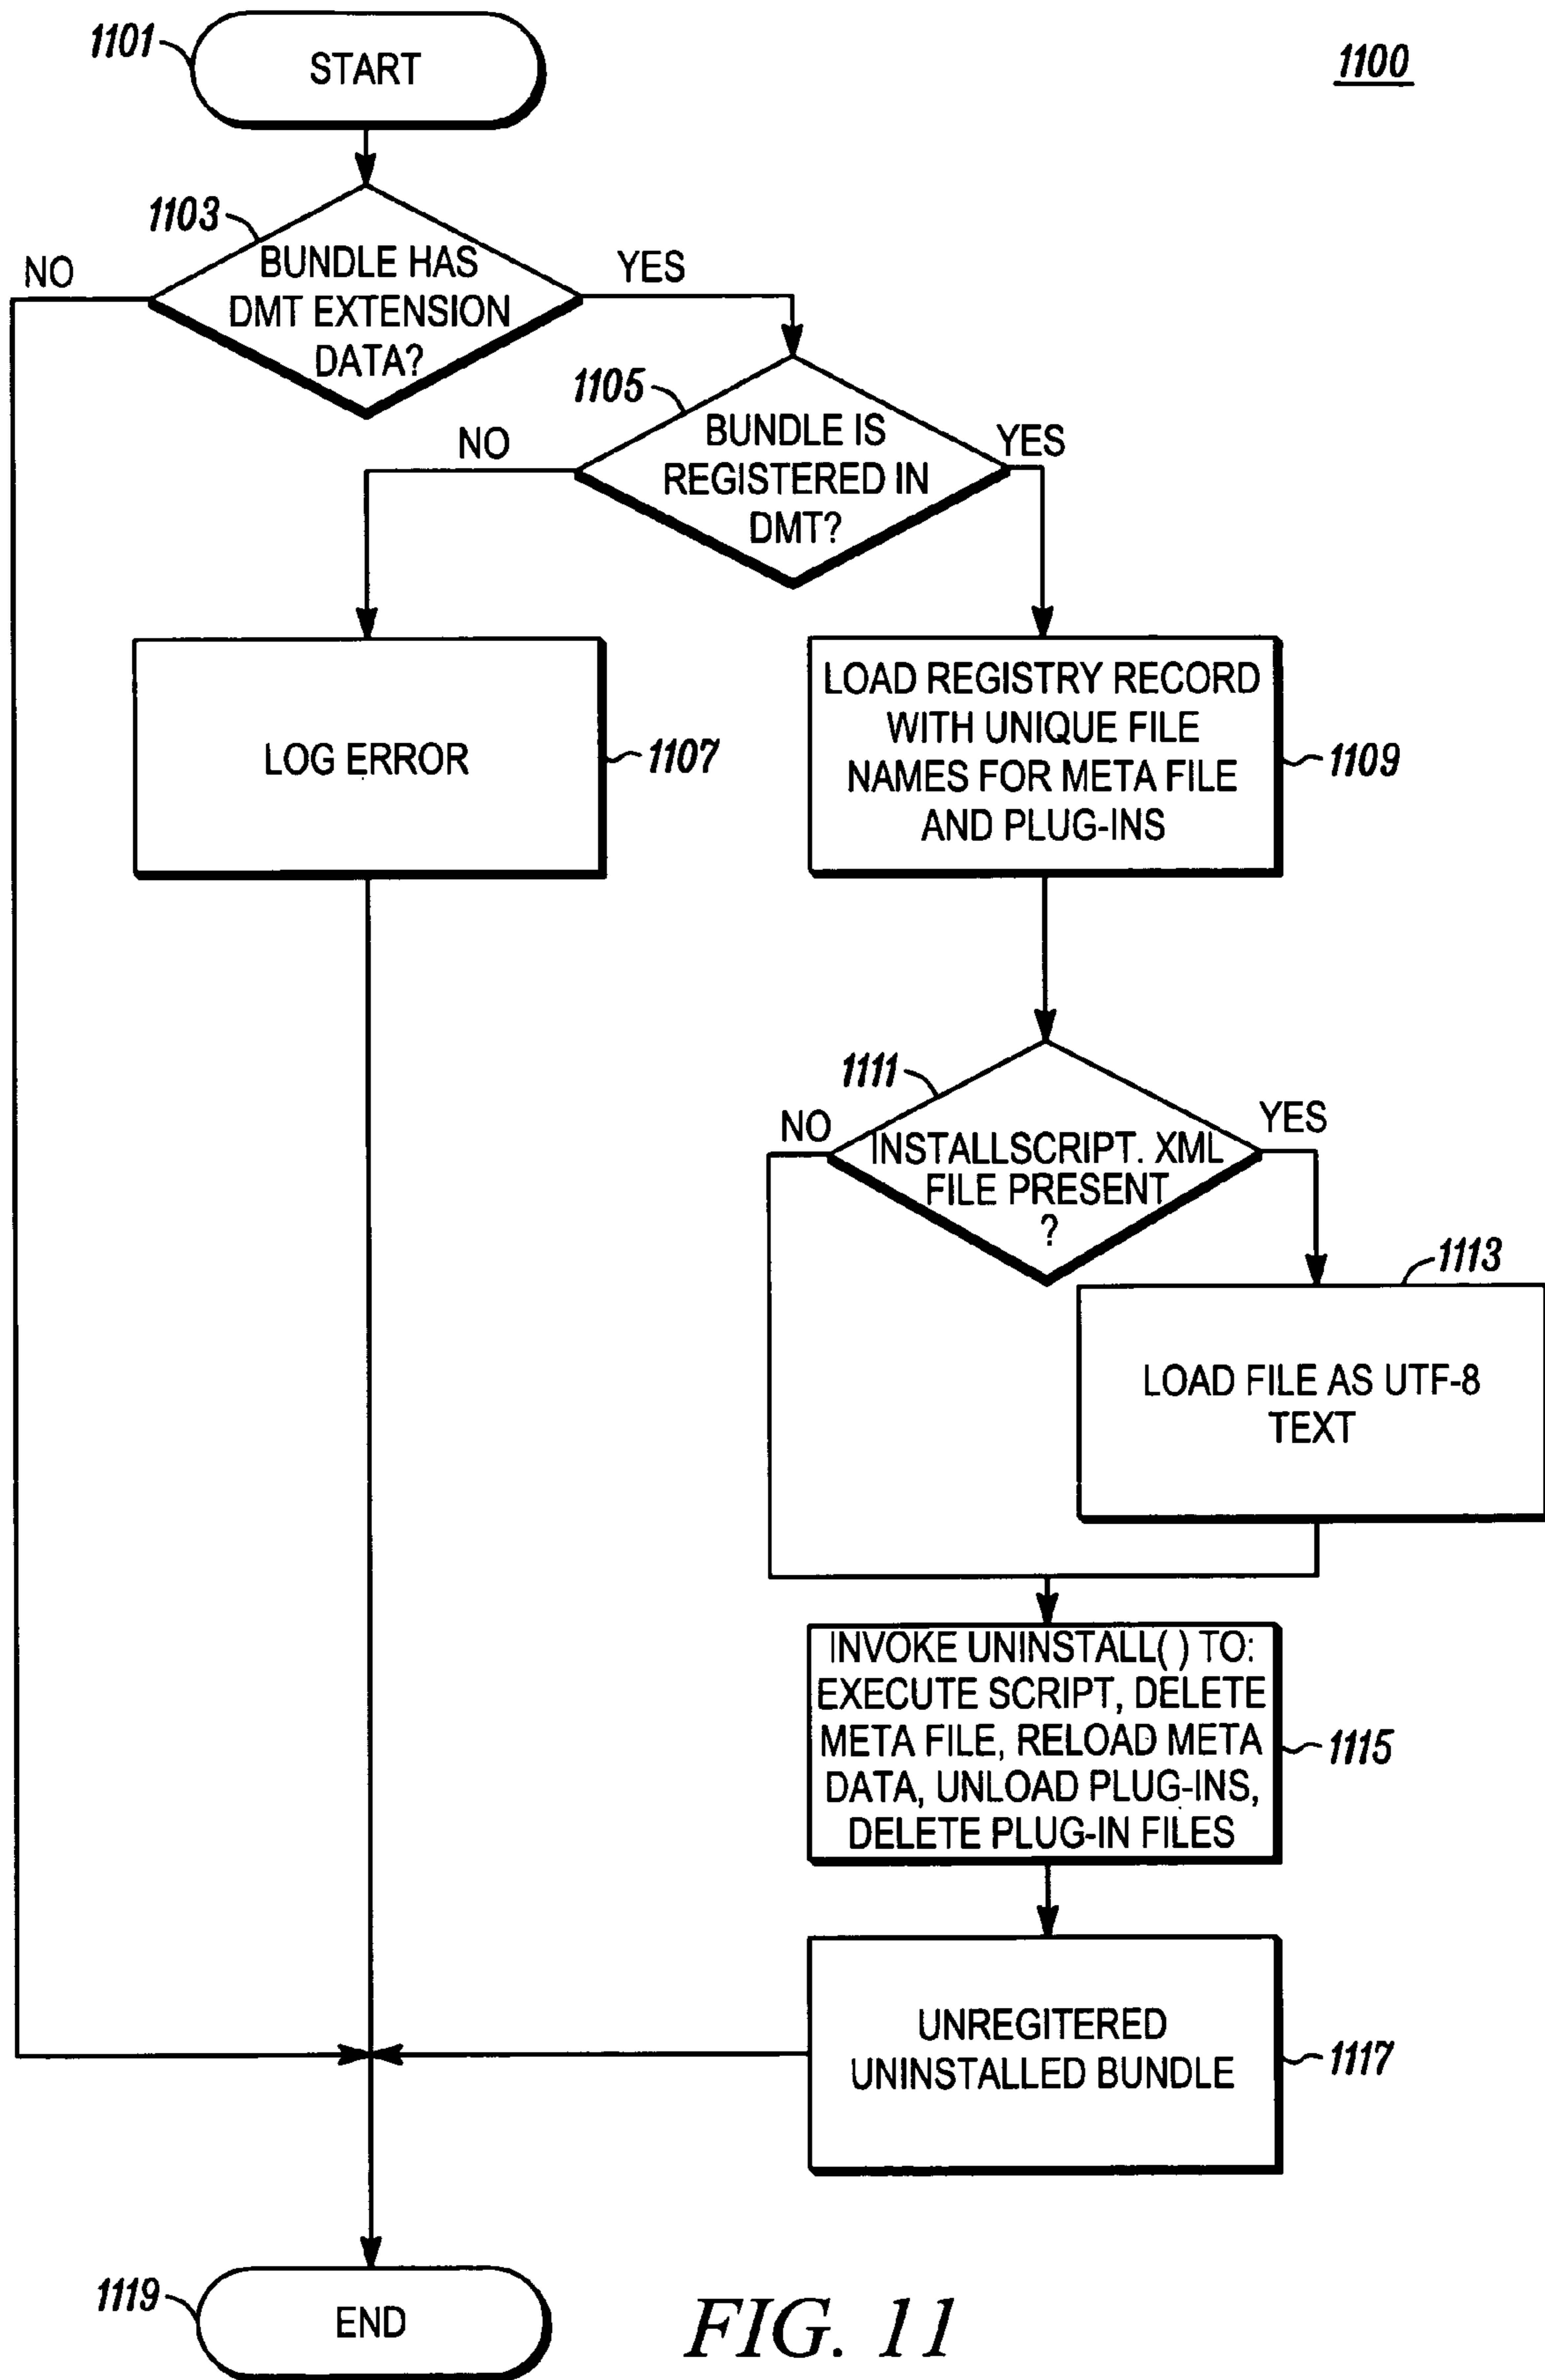 1101
START
1100
1103
BUNDLE HAS
DMT EXTENSION
DATA?
NO
YES
1105
BUNDLE IS
REGISTERED IN
DMT?
NO
YES
LOG ERROR
1107
LOAD REGISTRY RECORD
WITH UNIQUE FILE
NAMES FOR META FILE
AND PLUG-INS
1109
1111
INSTALLSCRIPT. XML
FILE PRESENT
?
NO
YES
1113
LOAD FILE AS UTF-8
TEXT
INVOKE UNINSTALL( ) TO:
EXECUTE SCRIPT, DELETE
META FILE, RELOAD META
DATA, UNLOAD PLUG-INS,
DELETE PLUG-IN FILES
1115
UNREGITERED
UNINSTALLED BUNDLE
1117
1119
END
FIG. 11